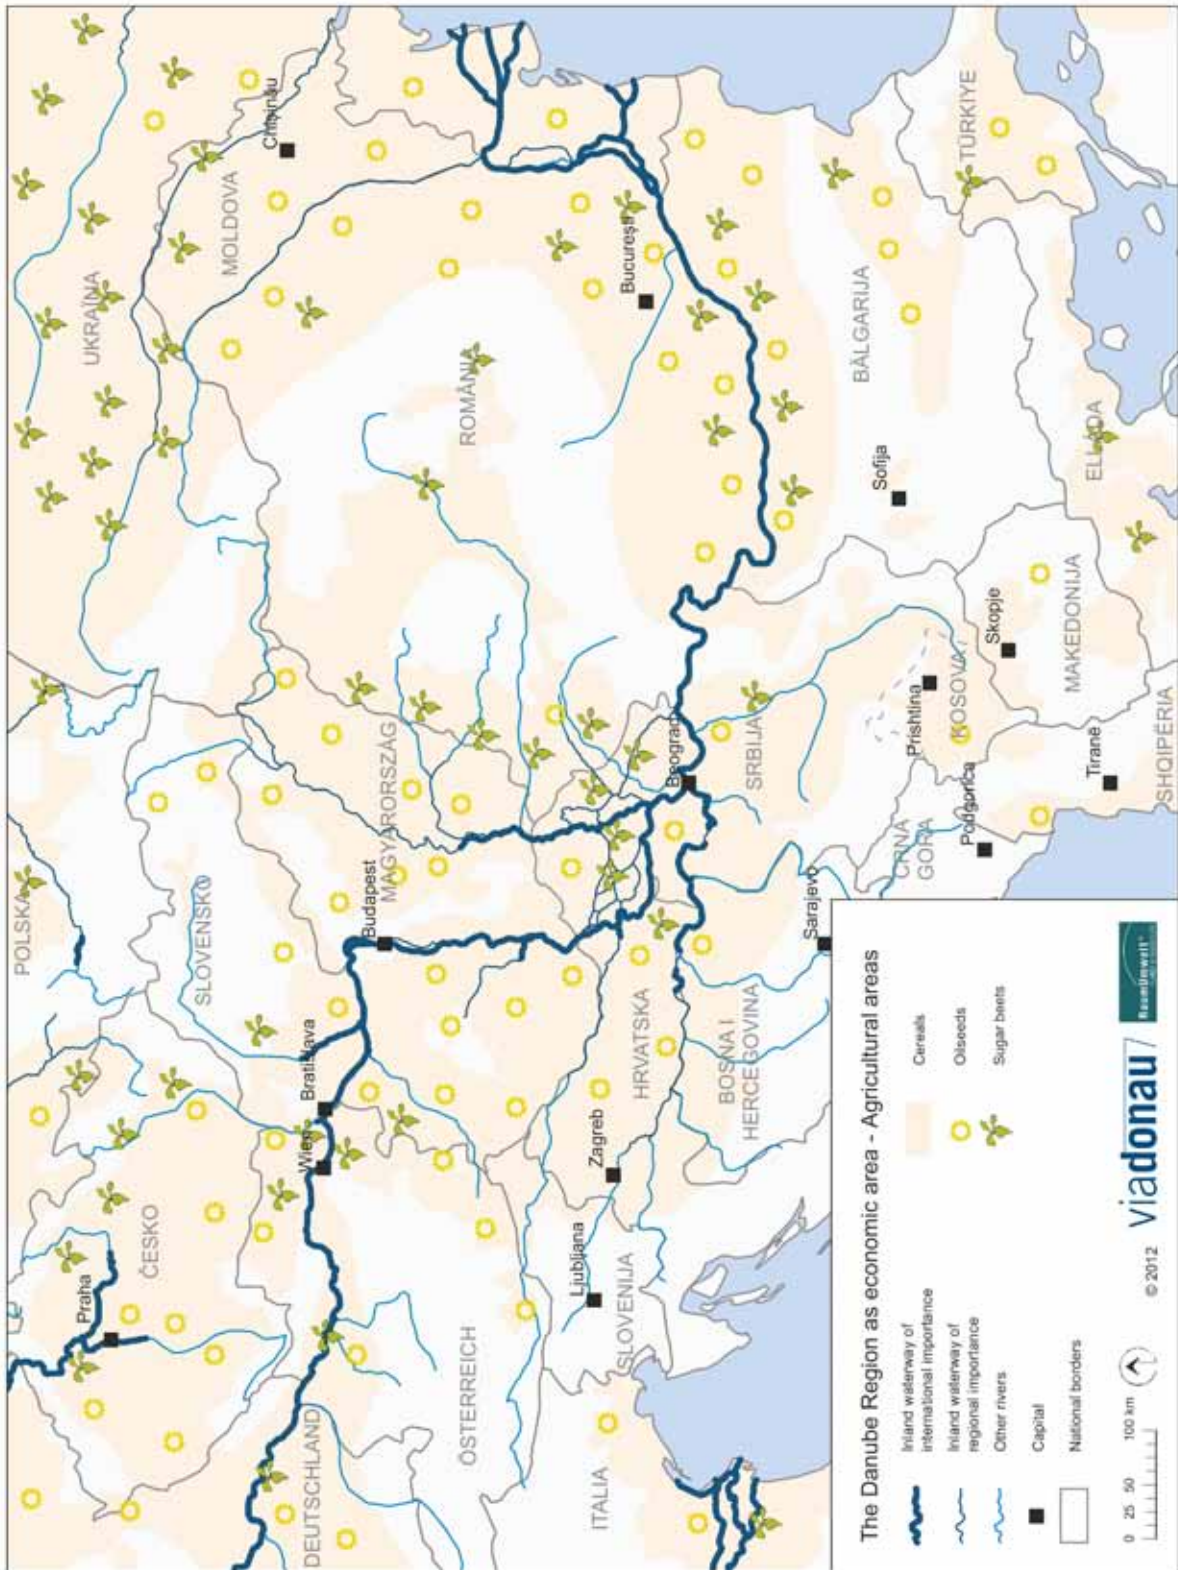 POLSKA
UKRAÏNA
ČESKO
Praha
SLOVENSKO
MOLDOVA
Chişinău
DEUTSCHLAND
Wien
Bratislava
Budapest
MAGYARORSZÁG
ROMÂNIA
ÖSTERREICH
Ljubljana
SLOVENIJA
Zagreb
HRVATSKA
Bucureşti
ITALIA
BOSNA I
HERCEGOVINA
Beograd
SRBIJA
Sarajevo
CRNA
GORA
Podgorica
Prishtina
KOSOVA
Sofija
BÀLGARIJA
Skopje
MAKEDONIJA
Tiranë
SHQIPËRIA
ELLÁDA
TÜRKIYE
The Danube Region as economic area - Agricultural areas
Inland waterway of
international importance
Inland waterway of
regional importance
Other rivers
Capital
National borders
Cereals
Oilseeds
Sugar beets
0 25 50 100 km
© 2012
viadonau
RaumUmwelt